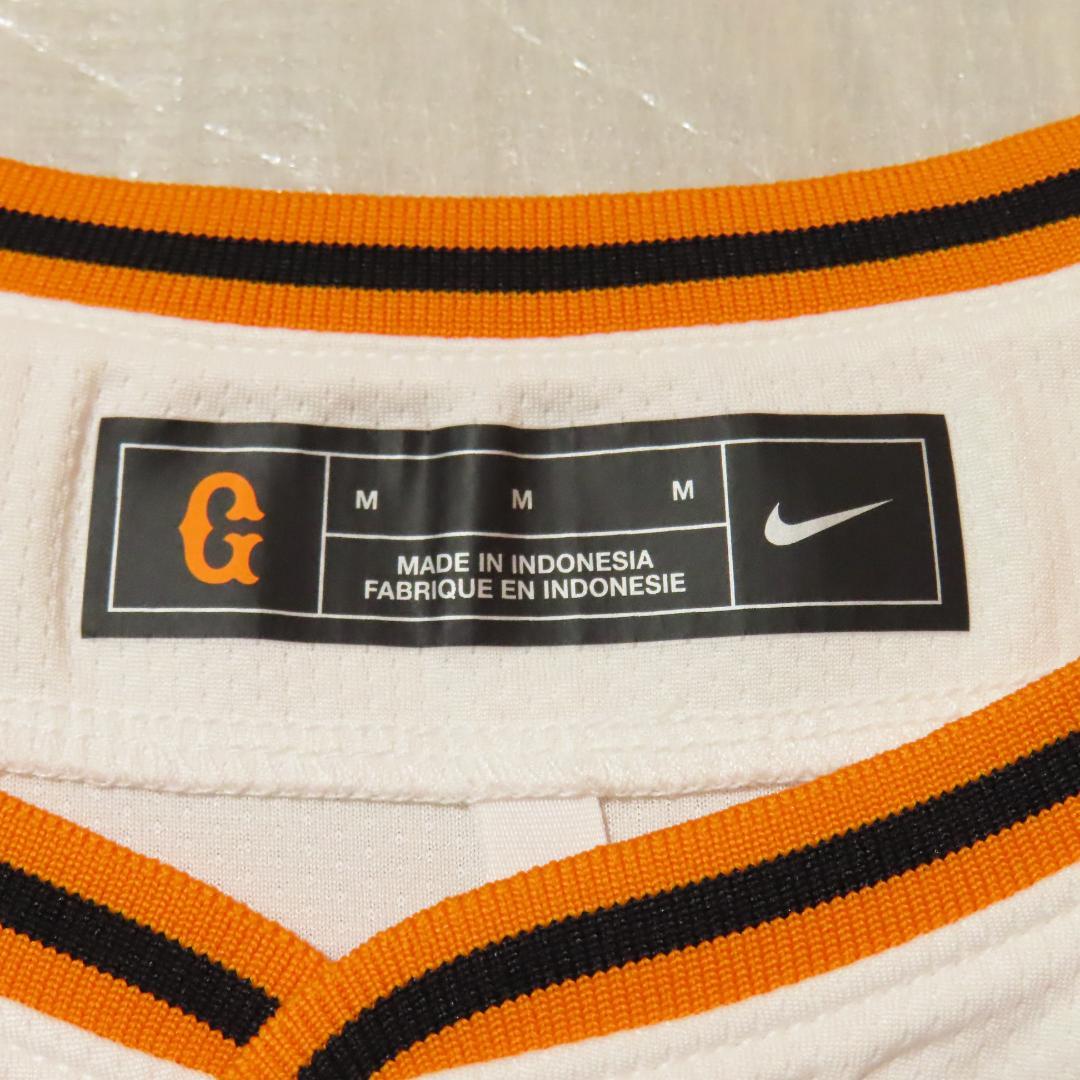 G
M M M
MADE IN INDONESIA
FABRIQUE EN INDONESIE